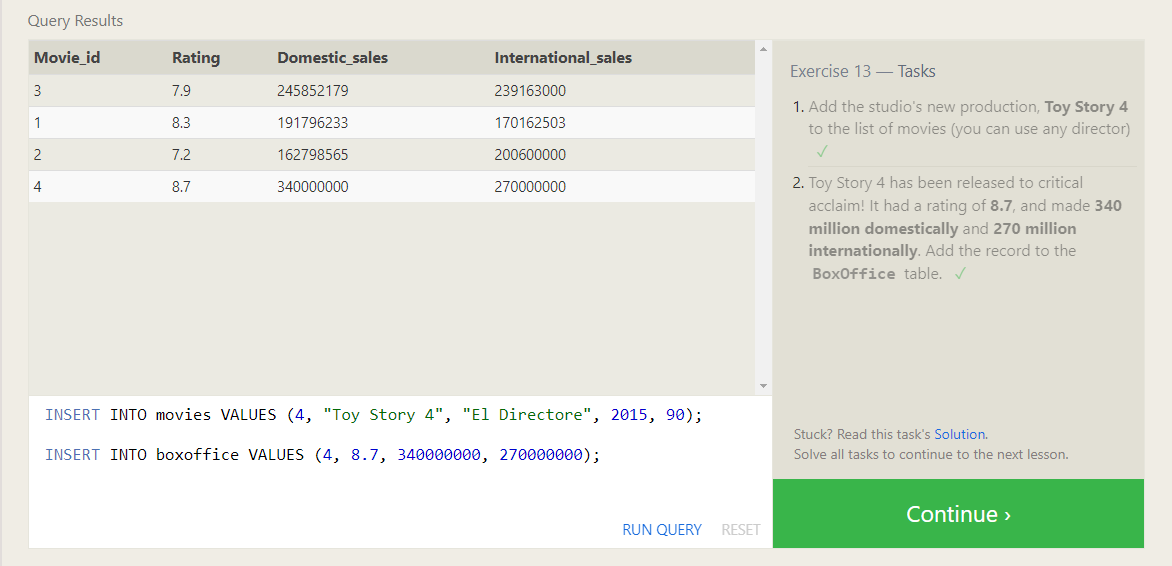 Query Results
Movie_id Rating Domestic_sales International_sales
3 7.9 245852179 239163000
1 8.3 191796233 170162503
2 7.2 162798565 200600000
4 8.7 340000000 270000000
INSERT INTO movies VALUES (4, "Toy Story 4", "El Directore", 2015, 90);
INSERT INTO boxoffice VALUES (4, 8.7, 340000000, 270000000);
RUN QUERY RESET
Exercise 13 — Tasks
1. Add the studio's new production, Toy Story 4
to the list of movies (you can use any director)
✓
2. Toy Story 4 has been released to critical
acclaim! It had a rating of 8.7, and made 340
million domestically and 270 million
internationally. Add the record to the
BoxOffice table. ✓
Stuck? Read this task's Solution.
Solve all tasks to continue to the next lesson.
Continue ›